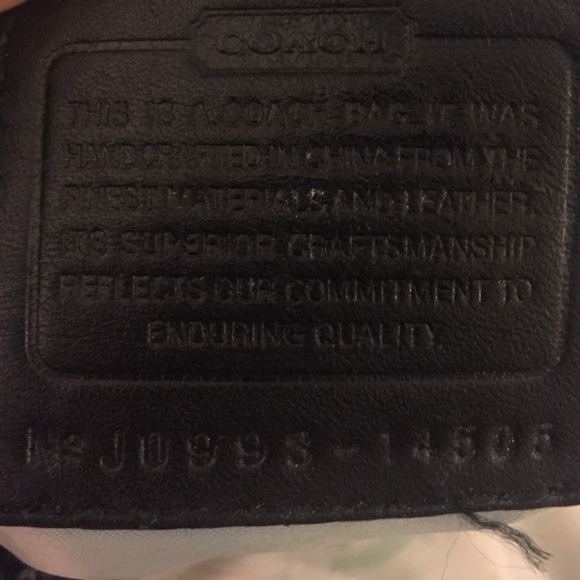 COACH
THIS IS A COACH BAG. IT WAS
HANDCRAFTED IN CHINA FROM THE
FINEST MATERIALS AND LEATHER.
ITS SUPERIOR CRAFTSMANSHIP
REFLECTS OUR COMMITMENT TO
ENDURING QUALITY.
Nº J0993-14505